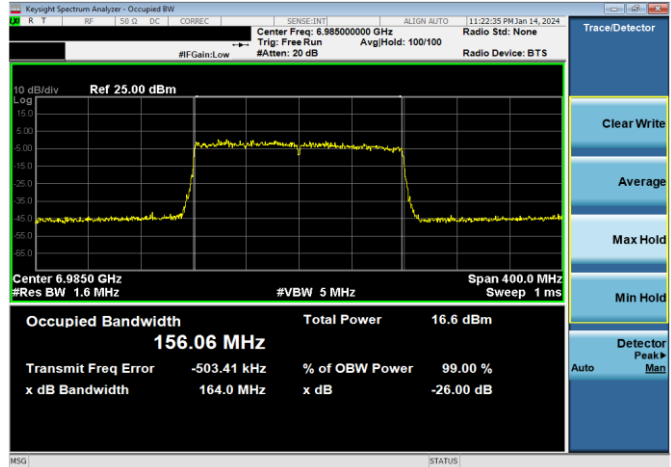 Keysight Spectrum Analyzer - Occupied BW
R T RF 50 Ω DC CORREC SENSE:INT ALIGN AUTO 11:22:35 PM Jan 14, 2024
Center Freq: 6.985000000 GHz Radio Std: None
Trig: Free Run Avg|Hold: 100/100
#IFGain:Low #Atten: 20 dB Radio Device: BTS
10 dB/div Ref 25.00 dBm
Log
15.0
5.00
-5.00
-15.0
-25.0
-35.0
-45.0
-55.0
-65.0
Center 6.9850 GHz Span 400.0 MHz
#Res BW 1.6 MHz #VBW 5 MHz Sweep 1 ms
Occupied Bandwidth Total Power 16.6 dBm
156.06 MHz
Transmit Freq Error -503.41 kHz % of OBW Power 99.00 %
x dB Bandwidth 164.0 MHz x dB -26.00 dB
MSG STATUS
Trace/Detector
Clear Write
Average
Max Hold
Min Hold
Detector
Peak▶
Auto Man